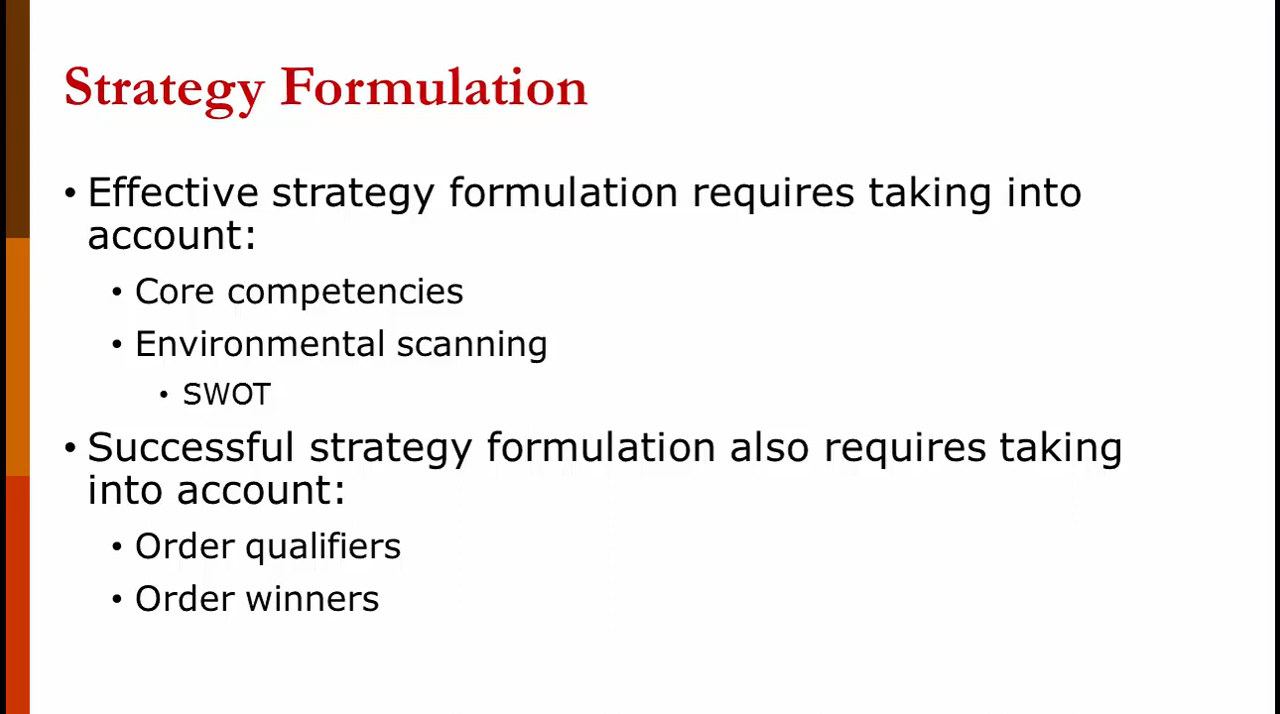 Strategy Formulation
• Effective strategy formulation requires taking into
account:
• Core competencies
• Environmental scanning
• SWOT
• Successful strategy formulation also requires taking
into account:
• Order qualifiers
• Order winners